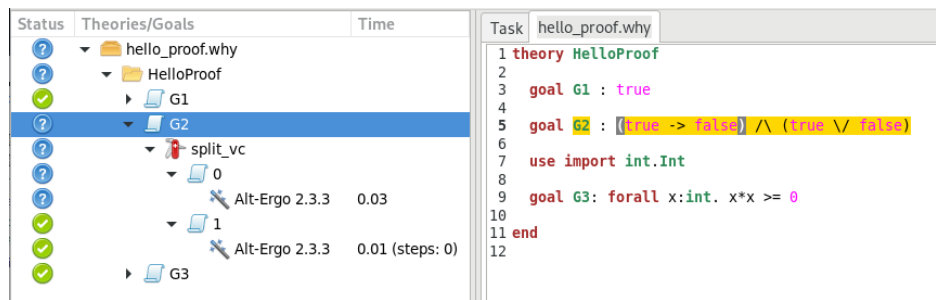 Status Theories/Goals Time
hello_proof.why
HelloProof
G1
G2
split_vc
0
Alt-Ergo 2.3.3 0.03
1
Alt-Ergo 2.3.3 0.01 (steps: 0)
G3
Task hello_proof.why
1 theory HelloProof
2
3 goal G1 : true
4
5 goal G2 : (true -> false) /\ (true \/ false)
6
7 use import int.Int
8
9 goal G3: forall x:int. x*x >= 0
10
11 end
12